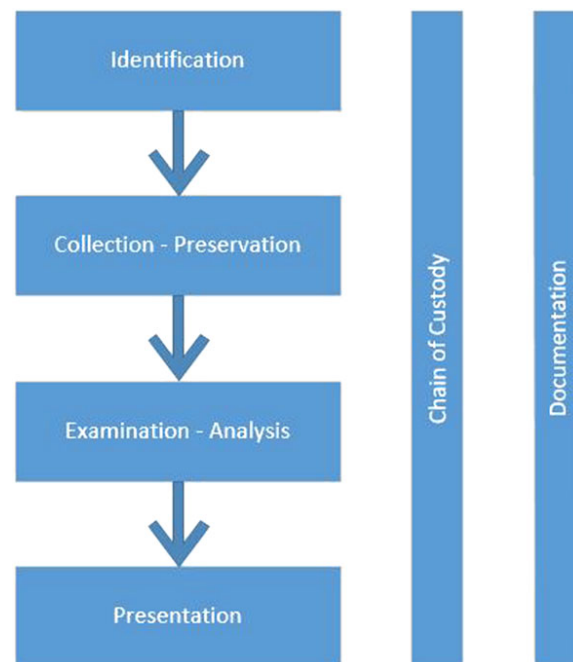 Identification
Collection - Preservation
Examination - Analysis
Presentation
Chain of Custody
Documentation